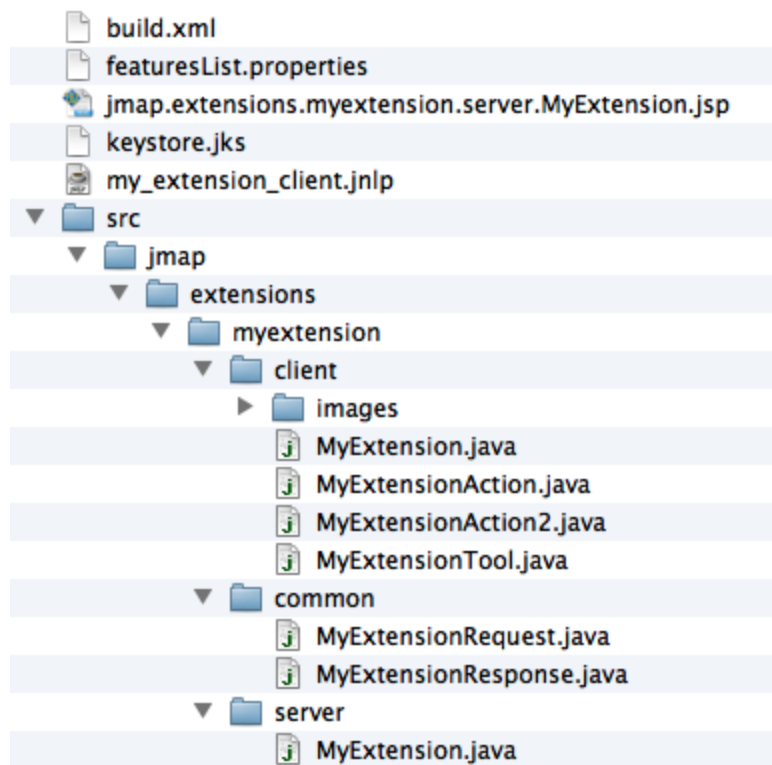 build.xml
featuresList.properties
jmap.extensions.myextension.server.MyExtension.jsp
keystore.jks
my_extension_client.jnlp
src
jmap
extensions
myextension
client
images
MyExtension.java
MyExtensionAction.java
MyExtensionAction2.java
MyExtensionTool.java
common
MyExtensionRequest.java
MyExtensionResponse.java
server
MyExtension.java